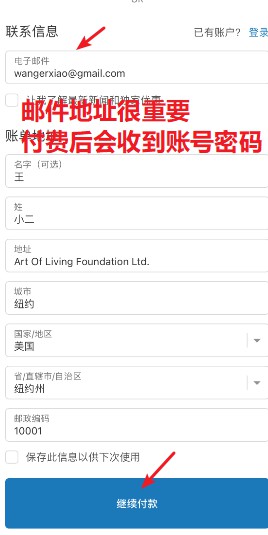 OR
联系信息
已有账户？ 登录
电子邮件
wangerxiao@gmail.com
让我了解最新新闻和独家优惠
邮件地址很重要
付费后会收到账号密码
名字（可选）
王
姓
小二
地址
Art Of Living Foundation Ltd.
城市
纽约
国家/地区
美国
省/直辖市/自治区
纽约州
邮政编码
10001
保存此信息以供下次使用
继续付款